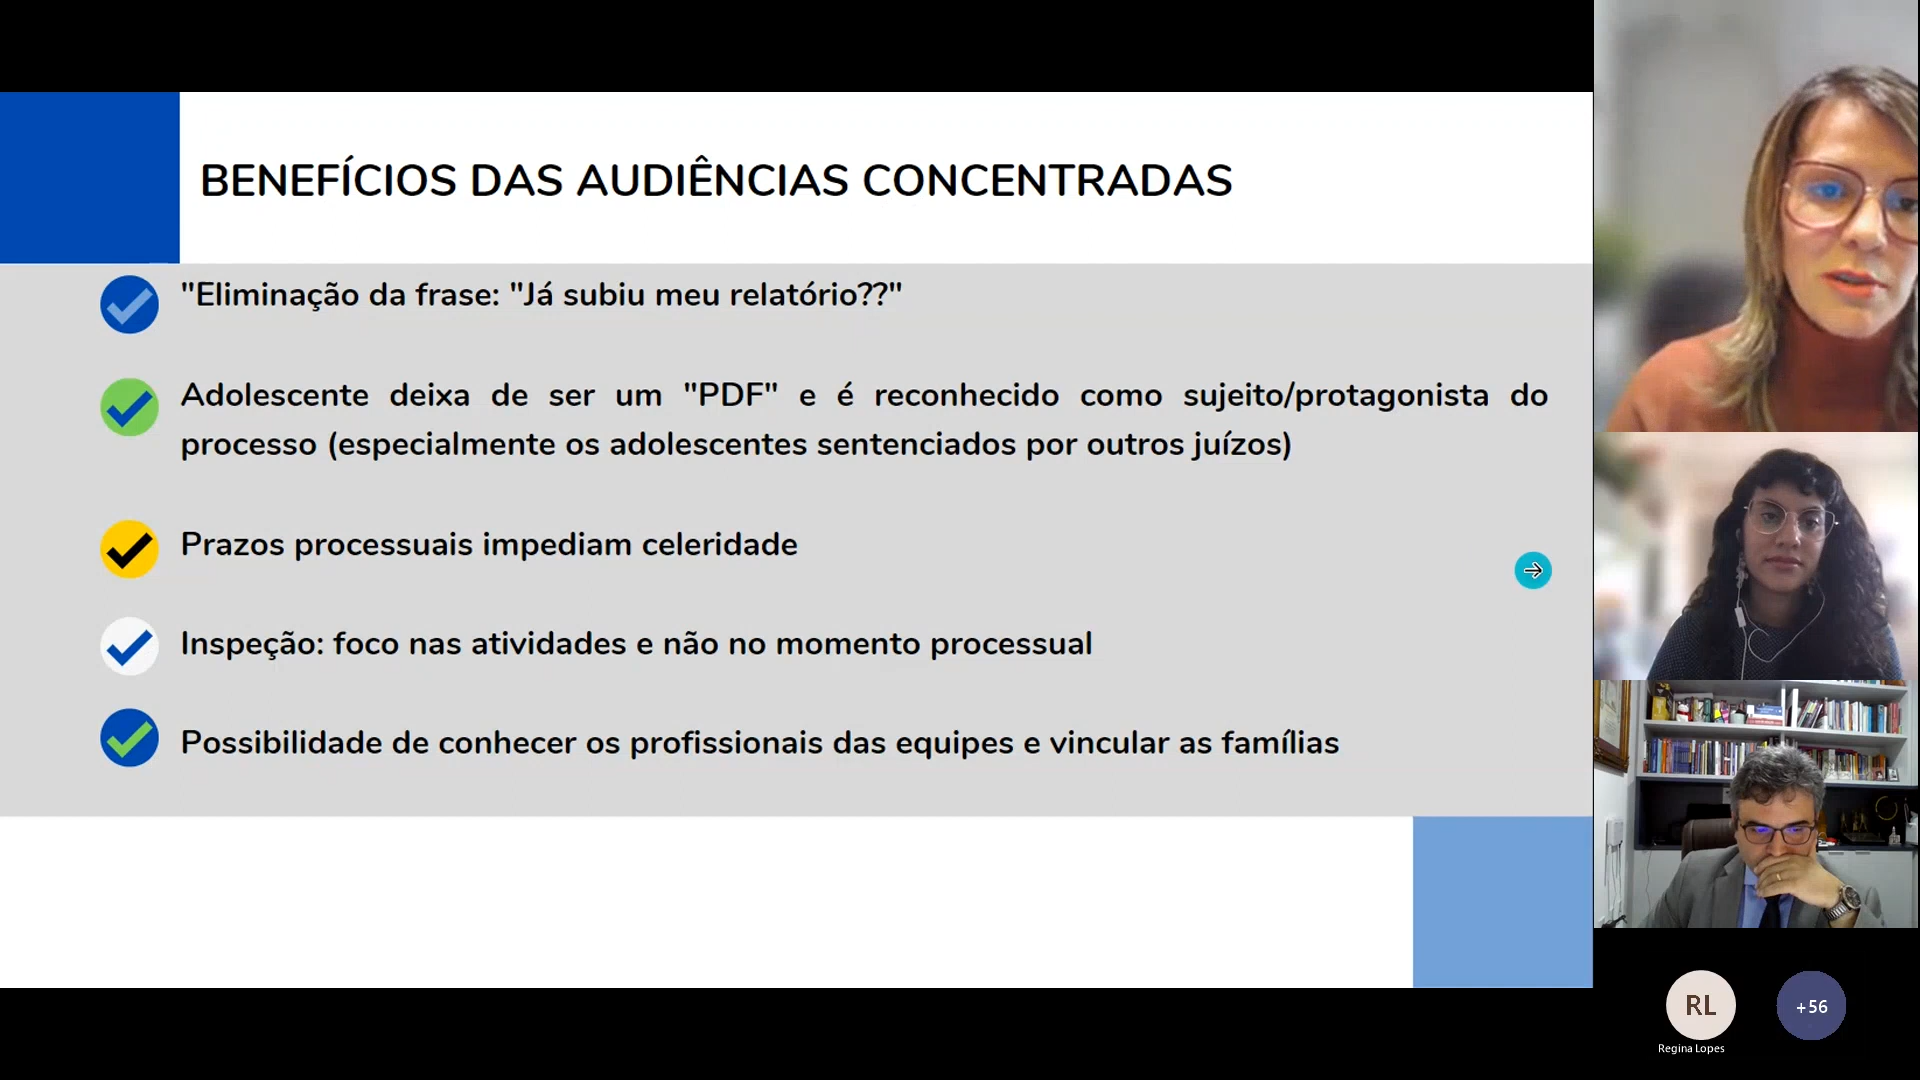 BENEFÍCIOS DAS AUDIÊNCIAS CONCENTRADAS
"Eliminação da frase: "Já subiu meu relatório??"
Adolescente deixa de ser um "PDF" e é reconhecido como sujeito/protagonista do
processo (especialmente os adolescentes sentenciados por outros juízos)
Prazos processuais impediam celeridade
Inspeção: foco nas atividades e não no momento processual
Possibilidade de conhecer os profissionais das equipes e vincular as famílias
RL
+56
Regina Lopes